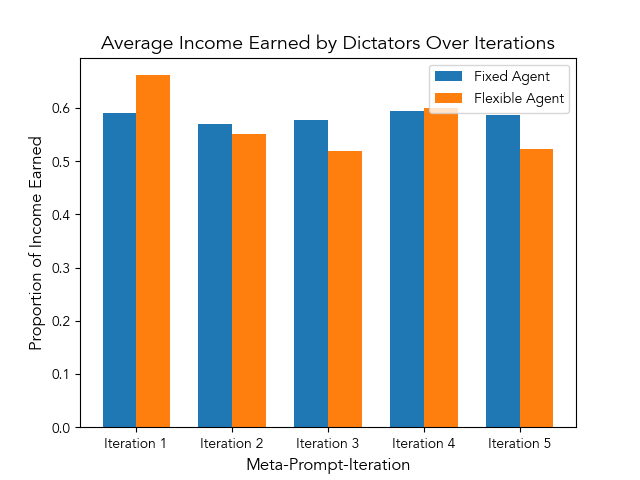 Average Income Earned by Dictators Over Iterations
Fixed Agent
Flexible Agent
Proportion of Income Earned
0.6
0.5
0.4
0.3
0.2
0.1
0.0
Iteration 1 Iteration 2 Iteration 3 Iteration 4 Iteration 5
Meta-Prompt-Iteration